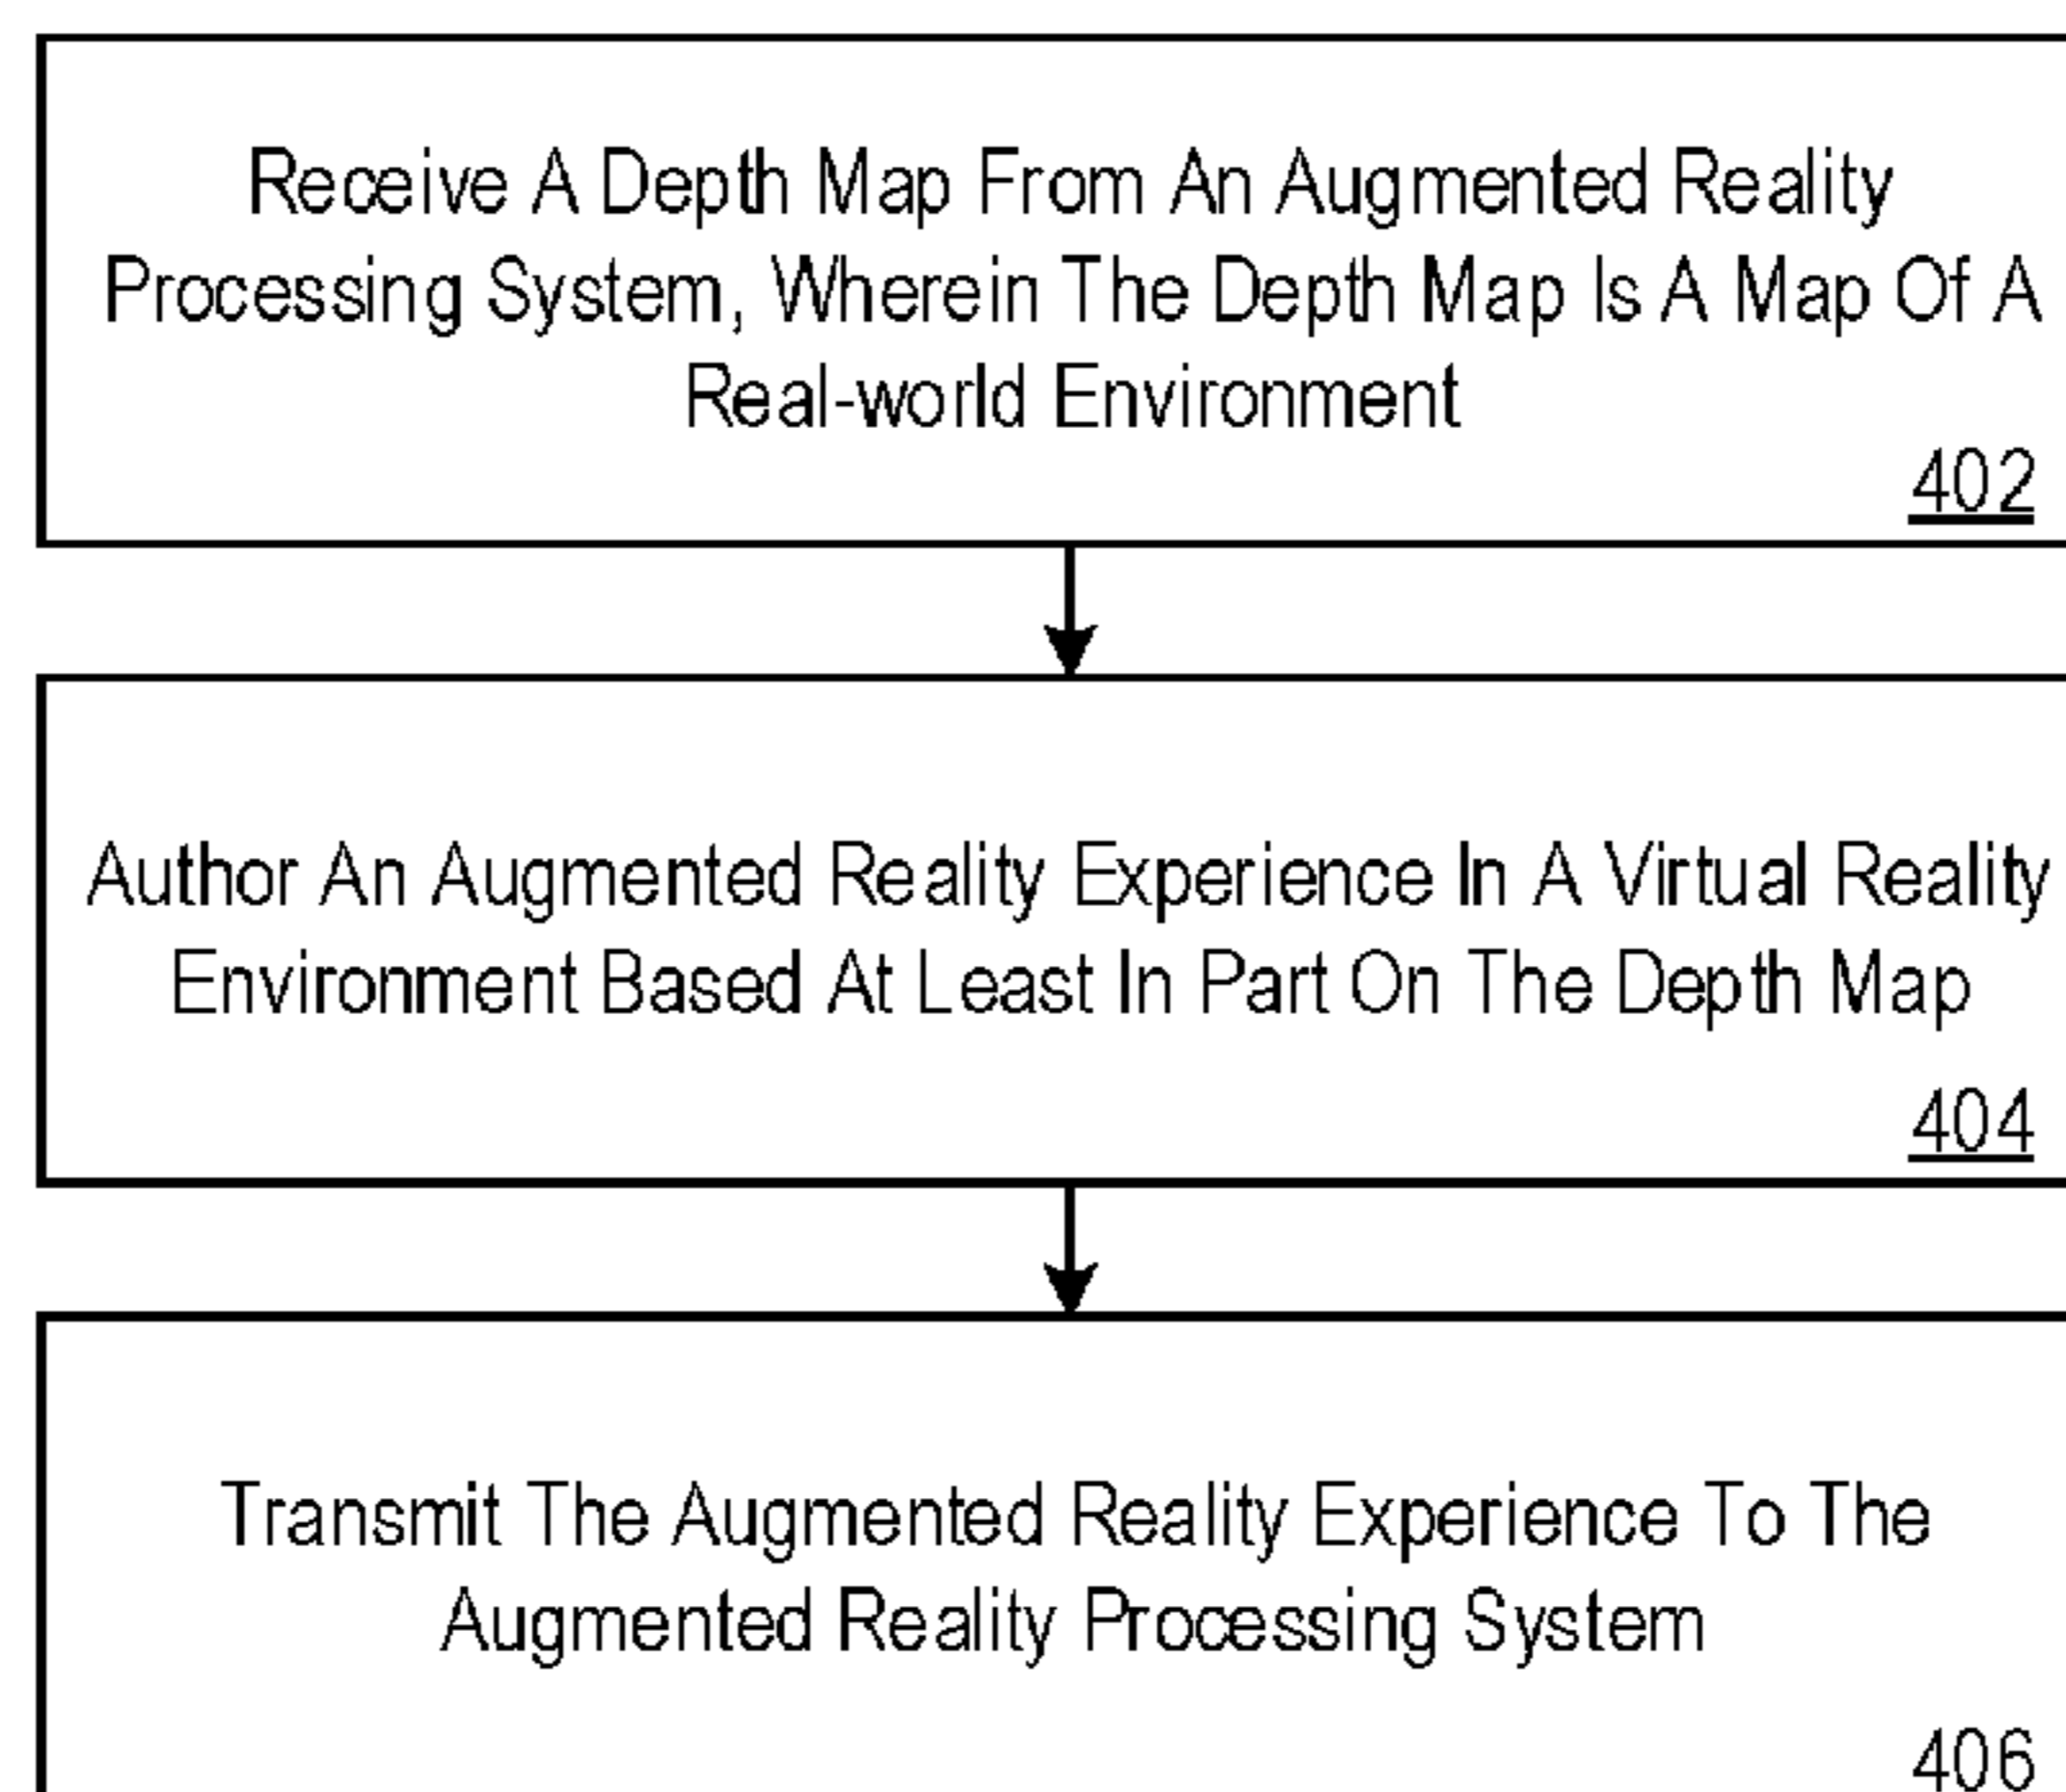 Receive A Depth Map From An Augmented Reality
Processing System, Wherein The Depth Map Is A Map Of A
Real-world Environment
402
Author An Augmented Reality Experience In A Virtual Reality
Environment Based At Least In Part On The Depth Map
404
Transmit The Augmented Reality Experience To The
Augmented Reality Processing System
406